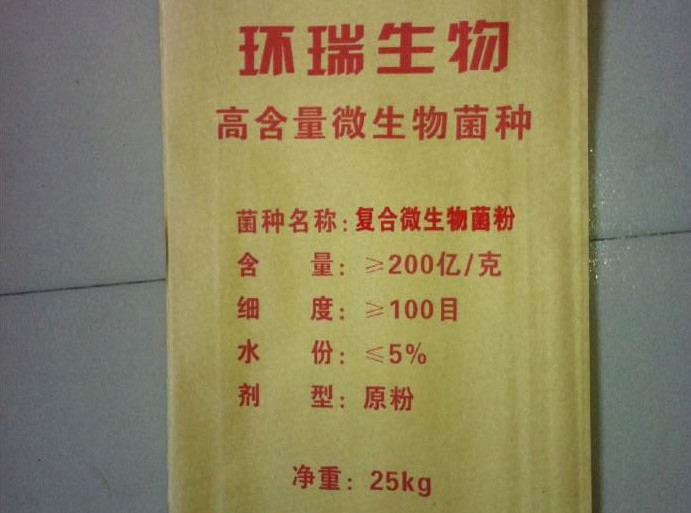 环瑞生物
高含量微生物菌种
菌种名称：复合微生物菌粉
含 量：≥200亿/克
细 度：≥100目
水 份：≤5%
剂 型：原粉
净重：25kg